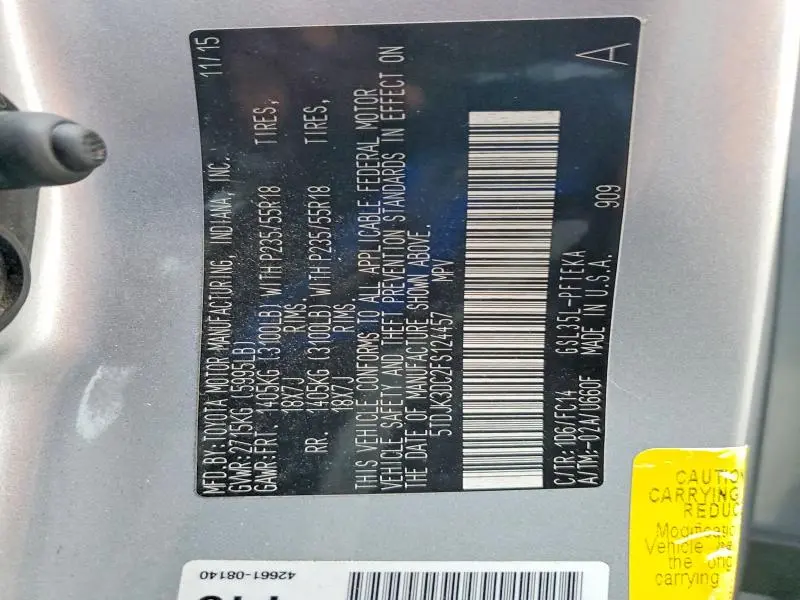 MFD.BY:TOYOTA MOTOR MANUFACTURING, INDIANA, INC. 11/15
GVWR:2715KG (5995LB)
GAWR:FRT. 1405KG (3100LB) WITH P235/55R18 TIRES,
18X7J RIMS.
RR. 1405KG (3100LB) WITH P235/55R18 TIRES,
18X7J RIMS.
THIS VEHICLE CONFORMS TO ALL APPLICABLE FEDERAL MOTOR
VEHICLE SAFETY AND THEFT PREVENTION STANDARDS IN EFFECT ON
THE DATE OF MANUFACTURE SHOWN ABOVE.
5TDJK3DC2FS124457 MPV
C/TR:1D6/FC14 GSL35L-PFTEKA 909
A/TM:-02A/U660F MADE IN U.S.A. A
CAUTION
CARRYING
REDUC
Modification
Vehicle
the orig
carrying
42661-08140